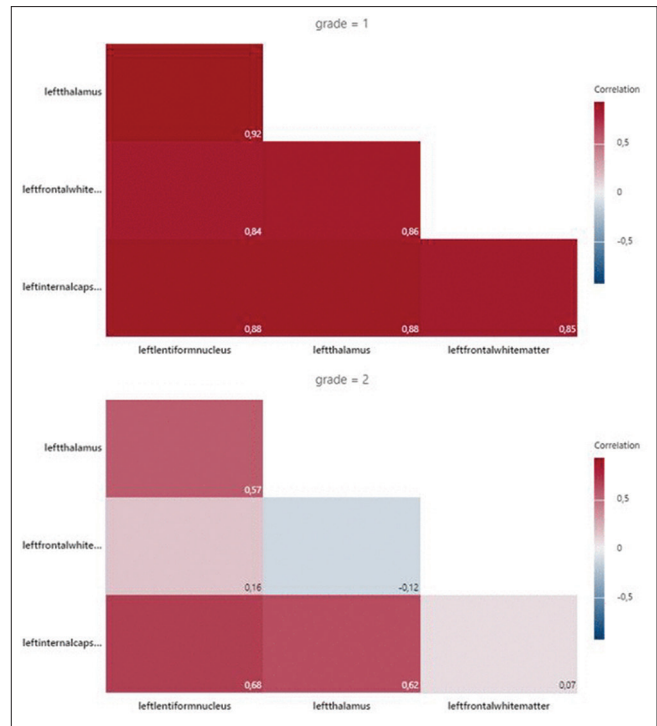 grade = 1
Correlation
leftthalamus
0,92
0,5
leftfrontalwhite...
0,84
0,86
0
-0,5
leftinternalcaps...
0,88
0,88
0,85
leftlentiformnucleus
leftthalamus
leftfrontalwhitematter
grade = 2
Correlation
leftthalamus
0,57
0,5
leftfrontalwhite...
0,16
-0,12
0
-0,5
leftinternalcaps...
0,68
0,62
0,07
leftlentiformnucleus
leftthalamus
leftfrontalwhitematter